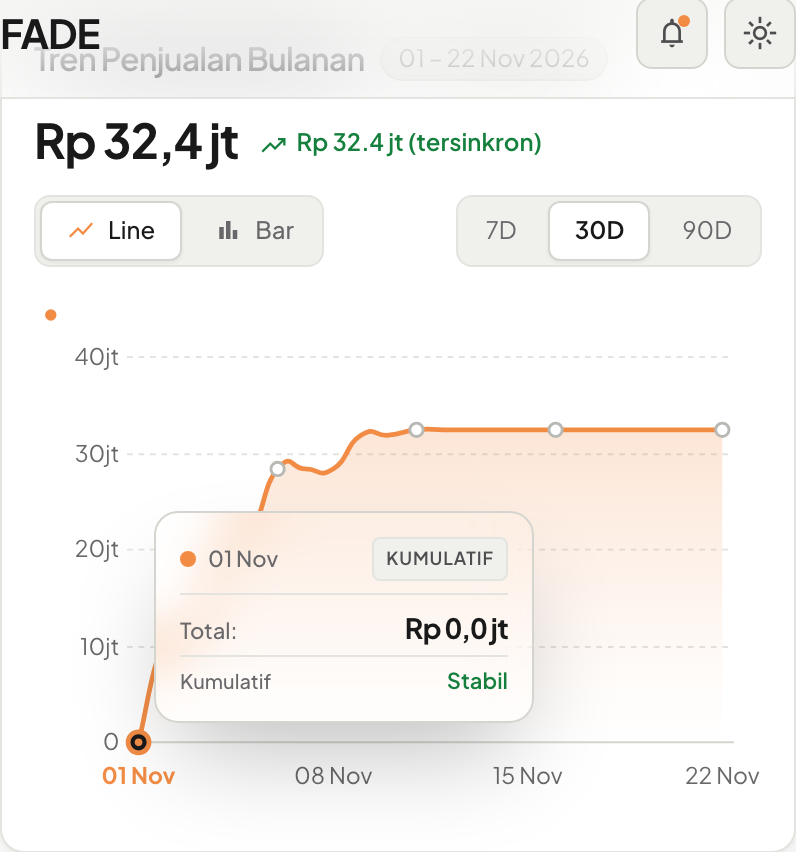 FADE
Tren Penjualan Bulanan 01 – 22 Nov 2026
Rp 32,4 jt Rp 32.4 jt (tersinkron)
Line Bar 7D 30D 90D
40jt
30jt
20jt
10jt
0
01 Nov KUMULATIF
Total: Rp 0,0 jt
Kumulatif Stabil
01 Nov 08 Nov 15 Nov 22 Nov